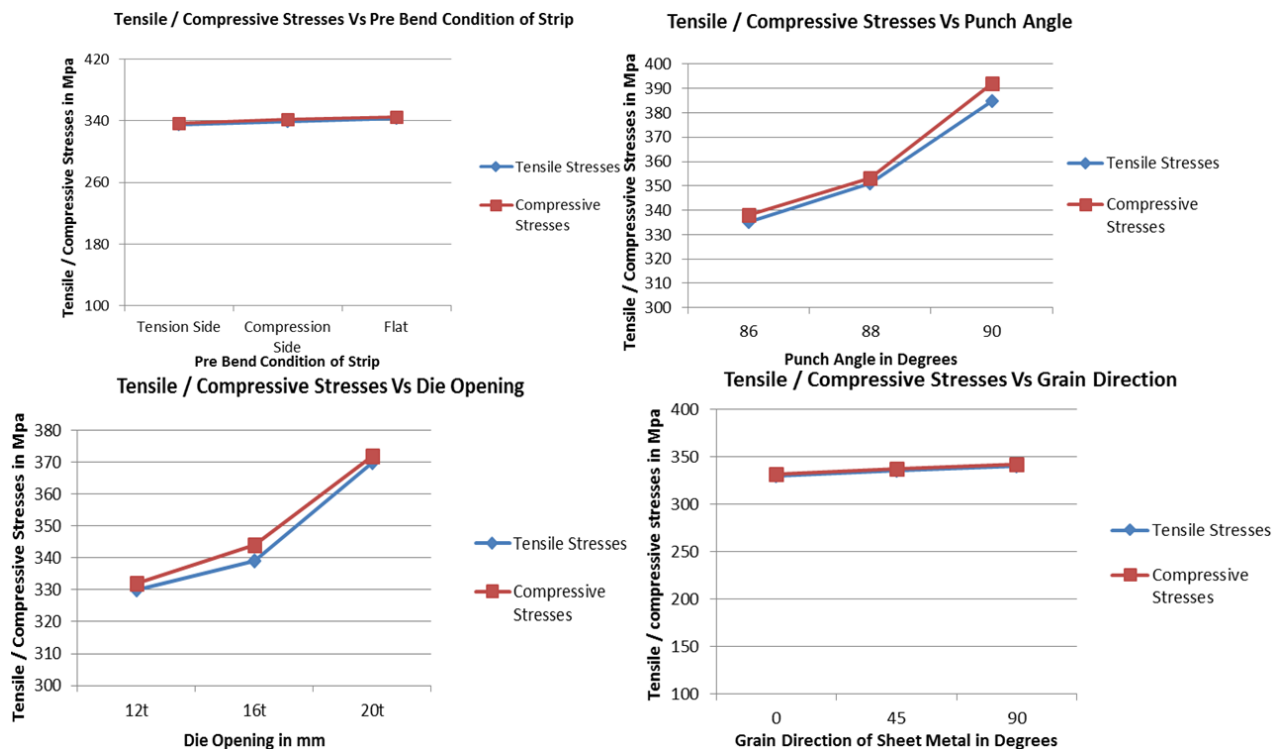 Tensile / Compressive Stresses Vs Pre Bend Condition of Strip
Tensile / Compressive Stresses in Mpa
420
340
260
180
100
Tension Side
Compression
Side
Flat
Pre Bend Condition of Strip
Tensile Stresses
Compressive
Stresses
Tensile / Compressive Stresses Vs Punch Angle
Tensile / Compressvive Stresses in Mpa
400
390
380
370
360
350
340
330
320
310
300
86
88
90
Punch Angle in Degrees
Tensile Stresses
Compressive
Stresses
Tensile / Compressive Stresses Vs Die Opening
Tensile / Compressive Stresses in Mpa
380
370
360
350
340
330
320
310
300
12t
16t
20t
Die Opening in mm
Tensile Stresses
Compressive
Stresses
Tensile / Compressive Stresses Vs Grain Direction
Tensile / compressive stresses in Mpa
400
350
300
250
200
150
100
0
45
90
Grain Direction of Sheet Metal in Degrees
Tensile Stresses
Compressive
Stresses